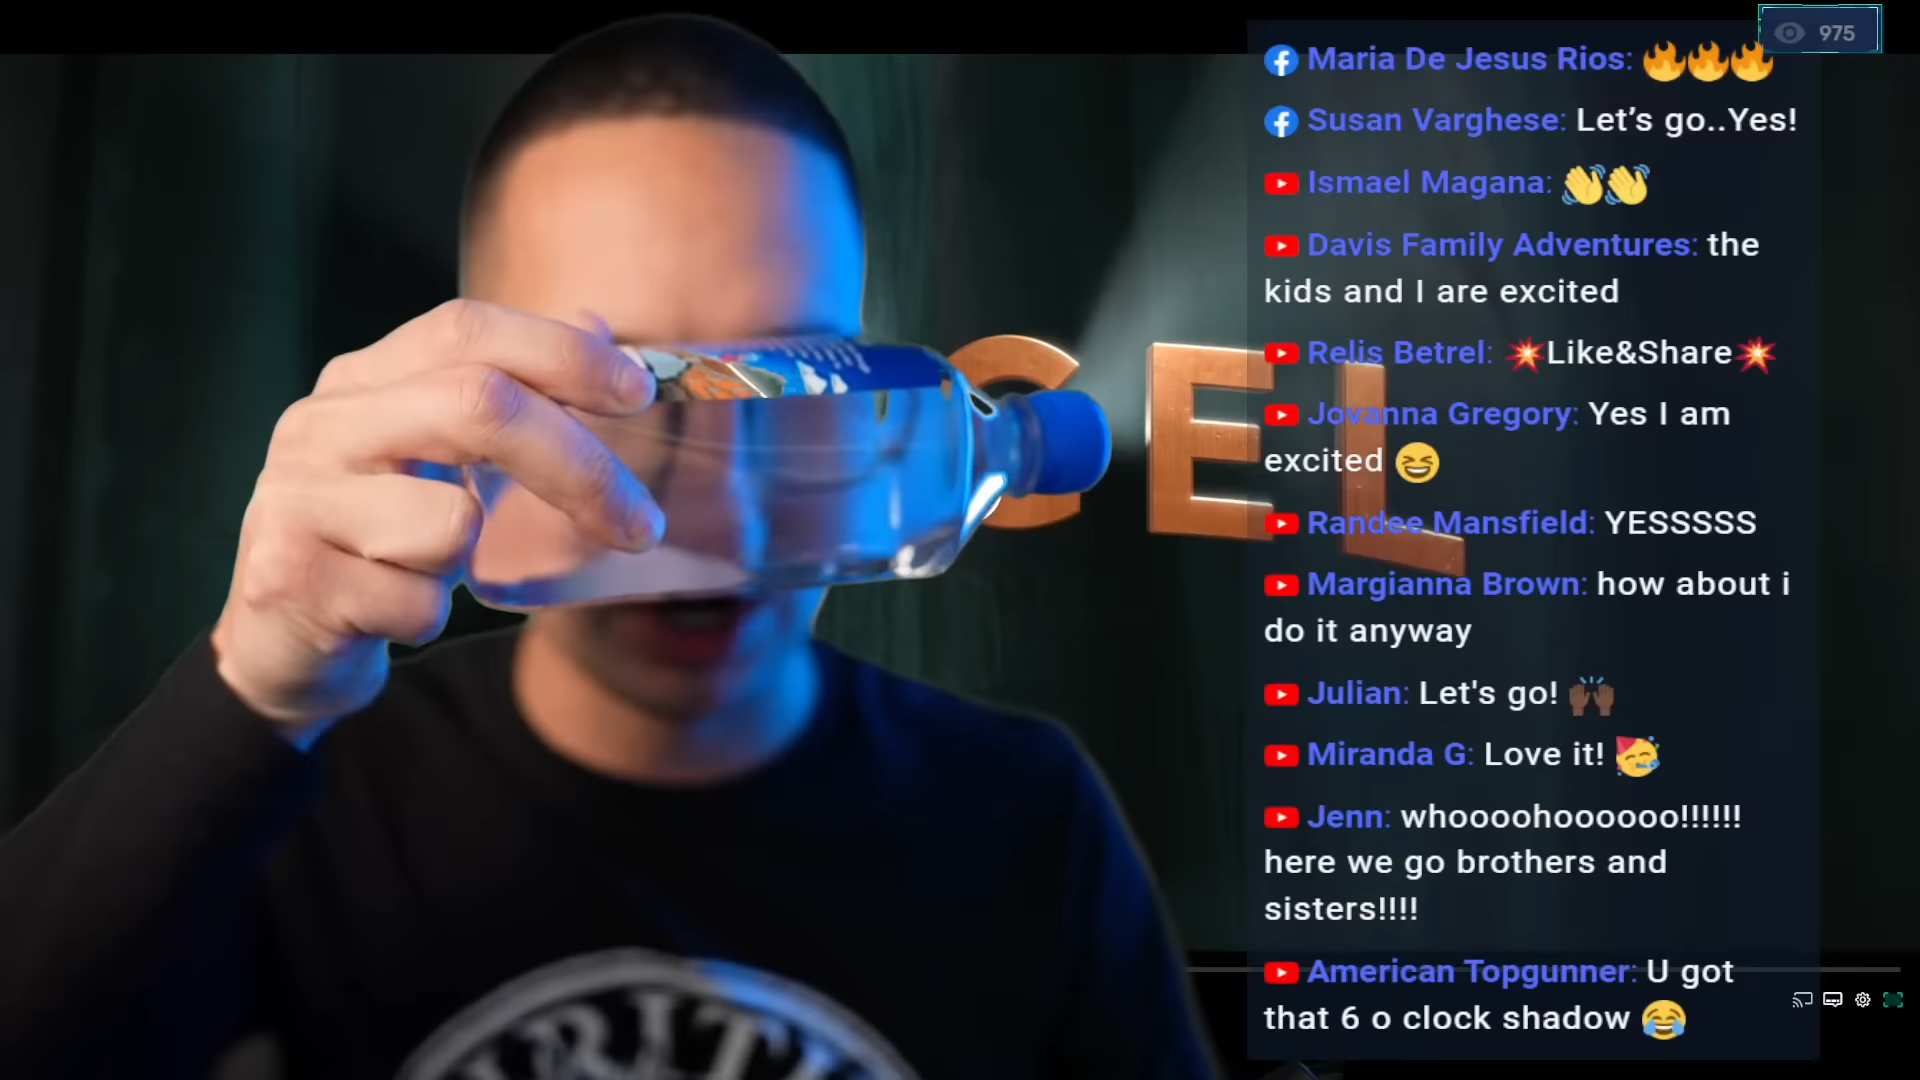 975
Maria De Jesus Rios: 🔥🔥🔥
Susan Varghese: Let’s go..Yes!
Ismael Magana: 👋👋
Davis Family Adventures: the
kids and I are excited
Relis Betrel: 💥Like&Share💥
Jovanna Gregory: Yes I am
excited 😆
Randee Mansfield: YESSSSS
Margianna Brown: how about i
do it anyway
Julian: Let's go! 🙌🏾
Miranda G: Love it! 🥳
Jenn: whoooohoooooo!!!!!!
here we go brothers and
sisters!!!!
American Topgunner: U got
that 6 o clock shadow 😂
CEL